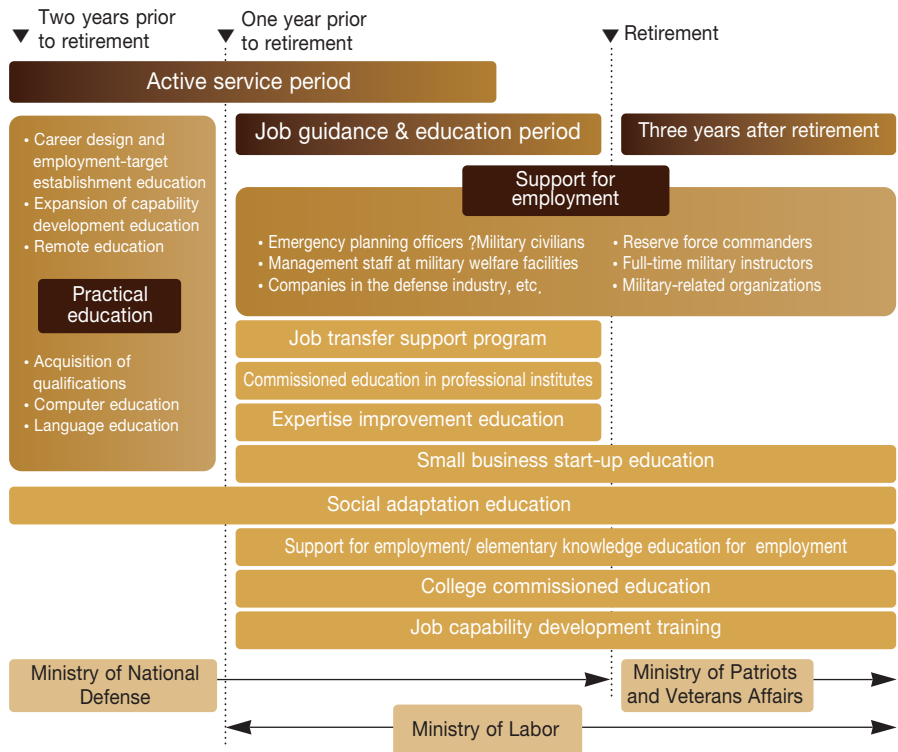 Two years prior
to retirement
One year prior
to retirement
Retirement
Active service period
Job guidance & education period
Three years after retirement
• Career design and
employment-target
establishment education
• Expansion of capability
development education
• Remote education
Practical
education
• Acquisition of
qualifications
• Computer education
• Language education
Support for
employment
• Emergency planning officers ?Military civilians
• Management staff at military welfare facilities
• Companies in the defense industry, etc.
• Reserve force commanders
• Full-time military instructors
• Military-related organizations
Job transfer support program
Commissioned education in professional institutes
Expertise improvement education
Small business start-up education
Social adaptation education
Support for employment/ elementary knowledge education for employment
College commissioned education
Job capability development training
Ministry of National
Defense
Ministry of Patriots
and Veterans Affairs
Ministry of Labor